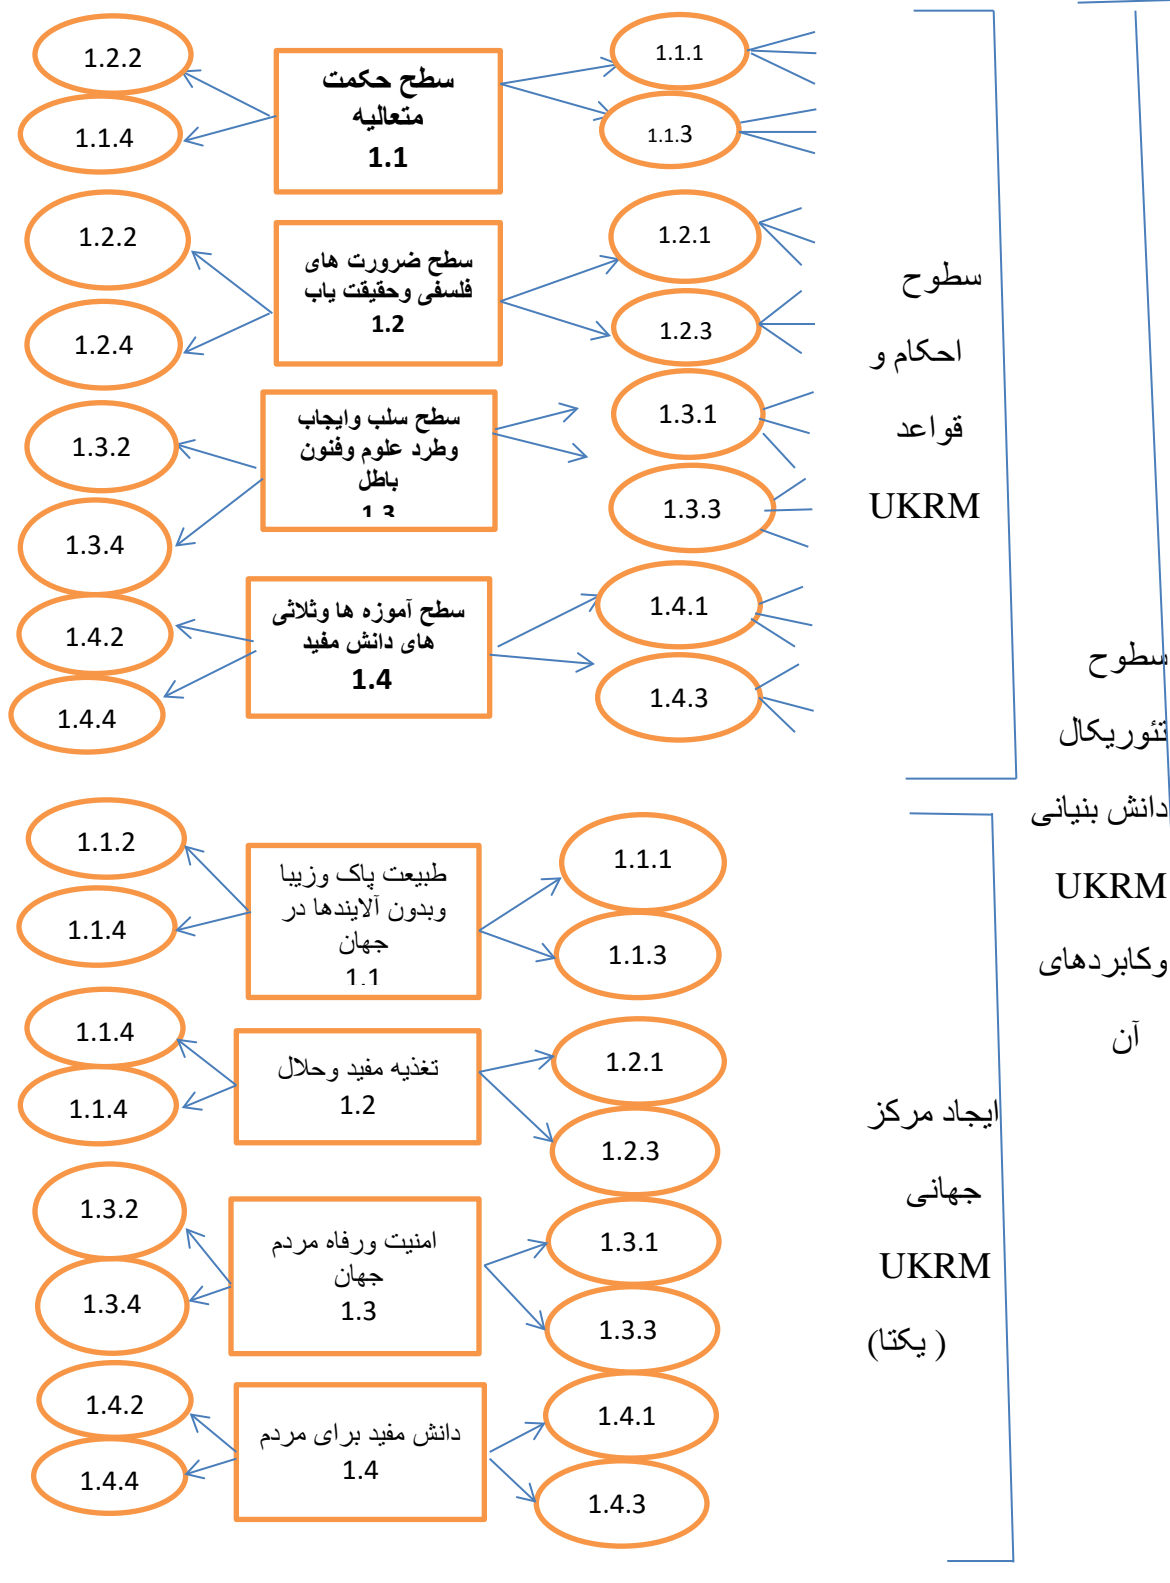 1.2.2
1.1.4
سطح حکمت
متعالیه
1.1
1.1.1
1.1.3
1.2.2
1.2.4
سطح ضرورت های
فلسفی وحقیقت یاب
1.2
1.2.1
1.2.3
1.3.2
1.3.4
سطح سلب وایجاب
وطرد علوم وفنون
باطل
1.3
1.3.1
1.3.3
1.4.2
1.4.4
سطح آموزه ها وثلاثی
های دانش مفید
1.4
1.4.1
1.4.3
سطوح
احکام و
قواعد
UKRM
1.1.2
1.1.4
طبیعت پاک وزیبا
وبدون آلایندها در
جهان
1.1
1.1.1
1.1.3
1.1.4
1.1.4
تغذیه مفید وحلال
1.2
1.2.1
1.2.3
1.3.2
1.3.4
امنیت ورفاه مردم
جهان
1.3
1.3.1
1.3.3
1.4.2
1.4.4
دانش مفید برای مردم
1.4
1.4.1
1.4.3
ایجاد مرکز
جهانی
UKRM
( یکتا)
سطوح
تئوریکال
دانش بنیانی
UKRM
وکابردهای
آن